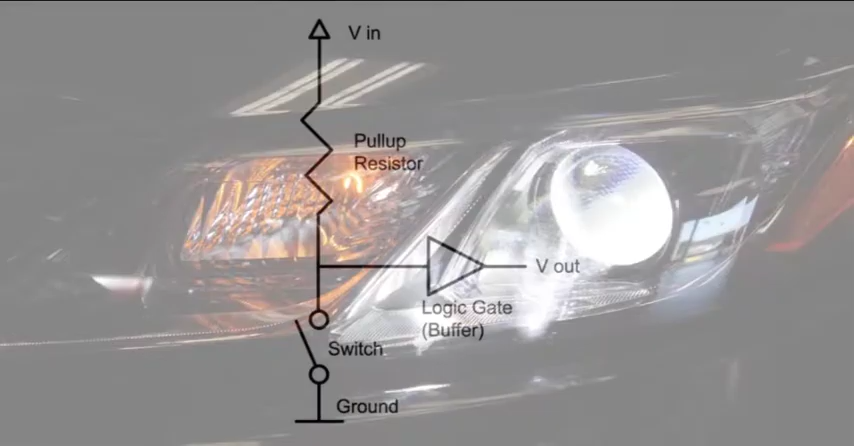 V in
Pullup
Resistor
V out
Logic Gate
(Buffer)
Switch
Ground